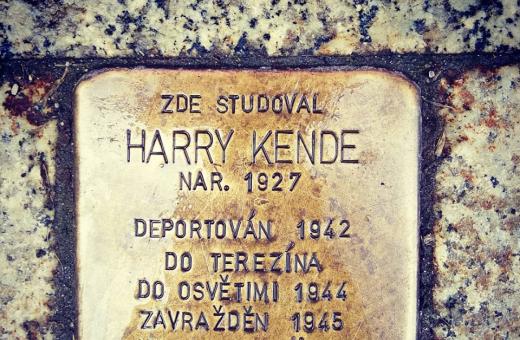 ZDE STUDOVAL
HARRY KENDE
NAR. 1927
DEPORTOVÁN 1942
DO TEREZÍNA
DO OSVĚTIMI 1944
ZAVRAŽDĚN 1945